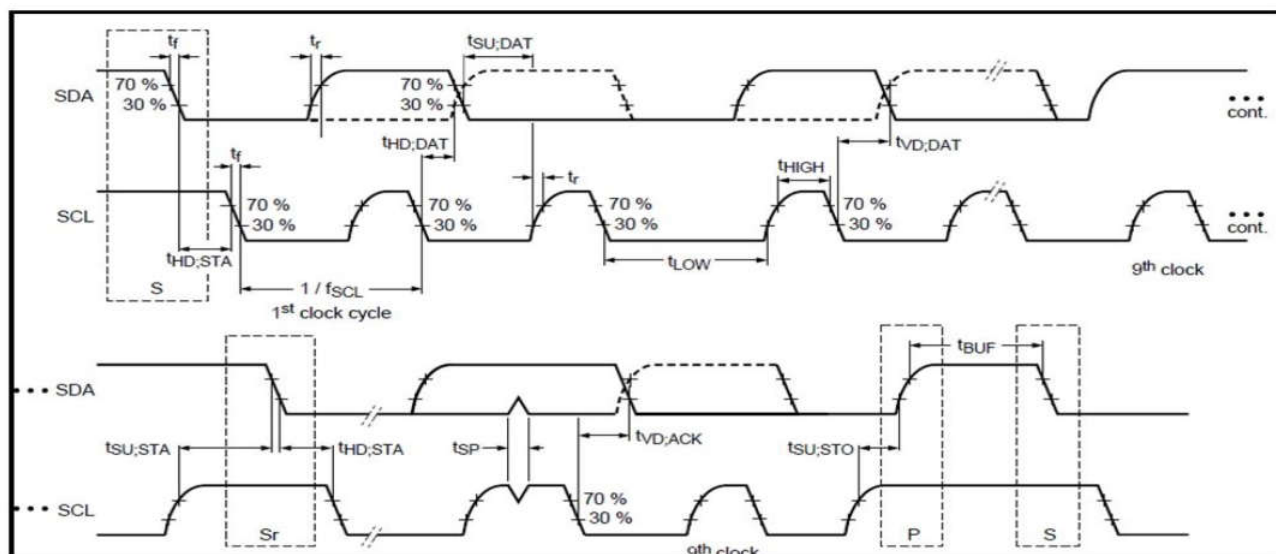 tf tr tSU;DAT
70 % 70 %
SDA 30 % 30 % cont.
tHD;DAT tVD;DAT
tf tr tHIGH
70 % 70 % 70 % 70 %
SCL 30 % 30 % 30 % 30 % cont.
tHD;STA tLOW 9th clock
S 1 / fSCL
1st clock cycle
tBUF
SDA
tSU;STA tHD;STA tSP tVD;ACK tSU;STO
70 %
SCL 30 %
Sr 9th clock P S